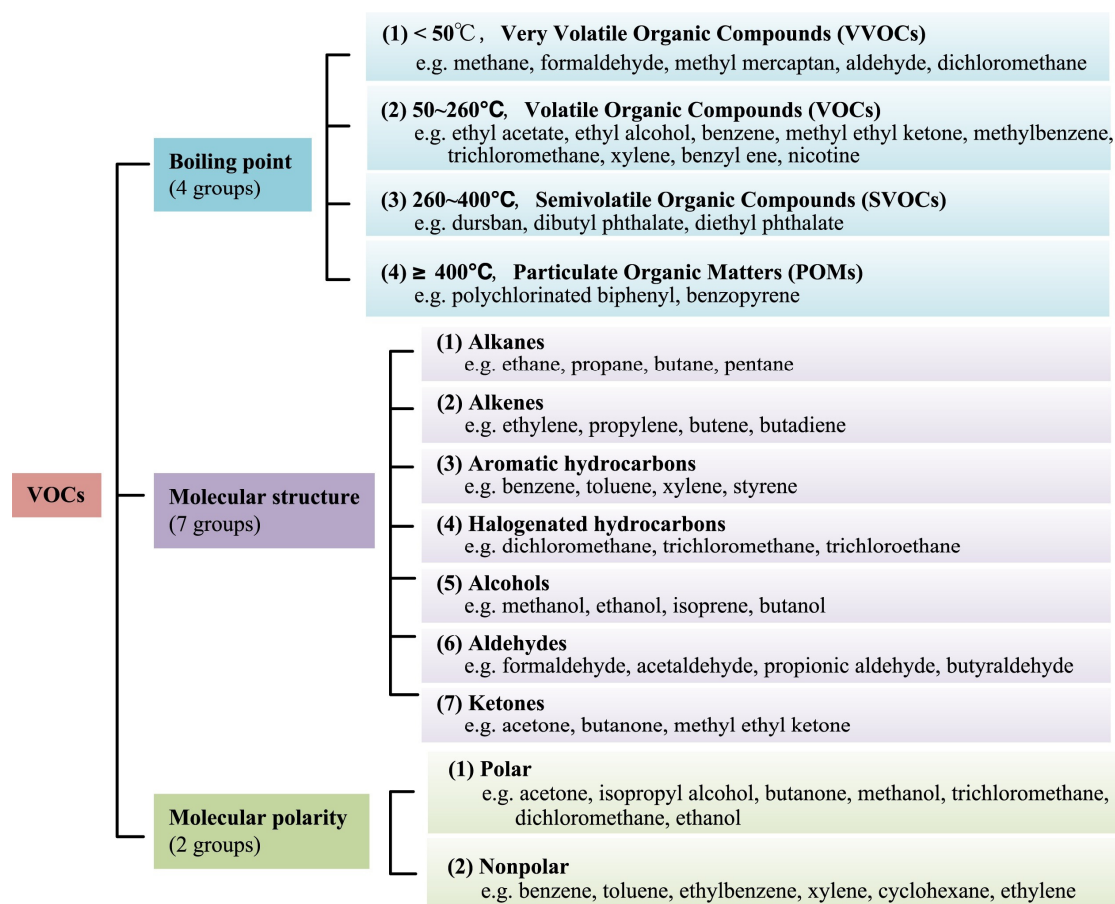 (1) < 50℃, Very Volatile Organic Compounds (VVOCs)
e.g. methane, formaldehyde, methyl mercaptan, aldehyde, dichloromethane
(2) 50~260℃, Volatile Organic Compounds (VOCs)
e.g. ethyl acetate, ethyl alcohol, benzene, methyl ethyl ketone, methylbenzene,
trichloromethane, xylene, benzyl ene, nicotine
Boiling point
(4 groups)
(3) 260~400℃, Semivolatile Organic Compounds (SVOCs)
e.g. dursban, dibutyl phthalate, diethyl phthalate
(4) ≥ 400℃, Particulate Organic Matters (POMs)
e.g. polychlorinated biphenyl, benzopyrene
(1) Alkanes
e.g. ethane, propane, butane, pentane
(2) Alkenes
e.g. ethylene, propylene, butene, butadiene
(3) Aromatic hydrocarbons
e.g. benzene, toluene, xylene, styrene
VOCs
Molecular structure
(7 groups)
(4) Halogenated hydrocarbons
e.g. dichloromethane, trichloromethane, trichloroethane
(5) Alcohols
e.g. methanol, ethanol, isoprene, butanol
(6) Aldehydes
e.g. formaldehyde, acetaldehyde, propionic aldehyde, butyraldehyde
(7) Ketones
e.g. acetone, butanone, methyl ethyl ketone
Molecular polarity
(2 groups)
(1) Polar
e.g. acetone, isopropyl alcohol, butanone, methanol, trichloromethane,
dichloromethane, ethanol
(2) Nonpolar
e.g. benzene, toluene, ethylbenzene, xylene, cyclohexane, ethylene